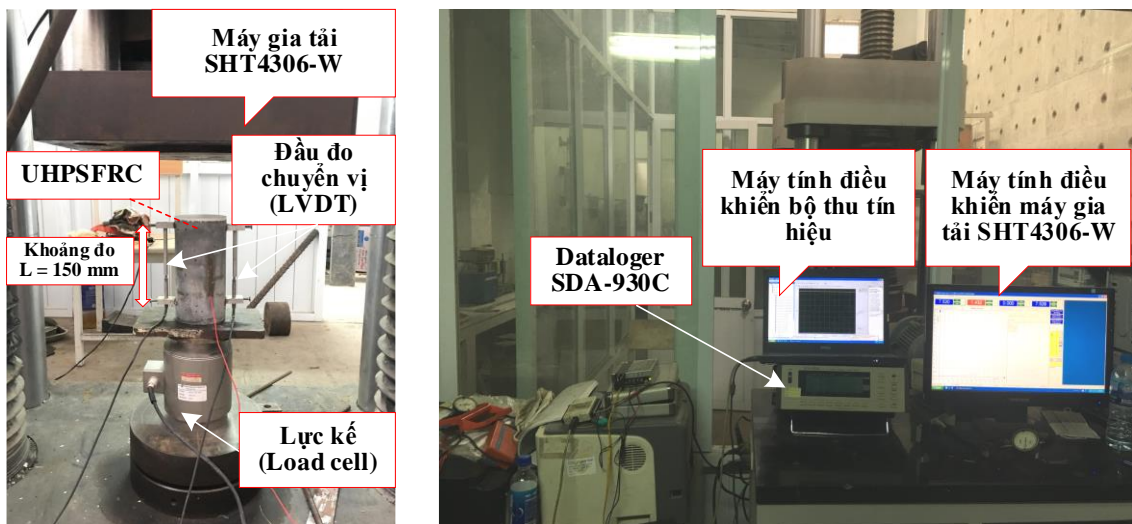 Máy gia tải
SHT4306-W
UHPSFRC
Đầu đo
chuyển vị
(LVDT)
Khoảng đo
L = 150 mm
Lực kế
(Load cell)
Máy tính điều
khiển bộ thu tín
hiệu
Máy tính điều
khiển máy gia
tải SHT4306-W
Dataloger
SDA-930C